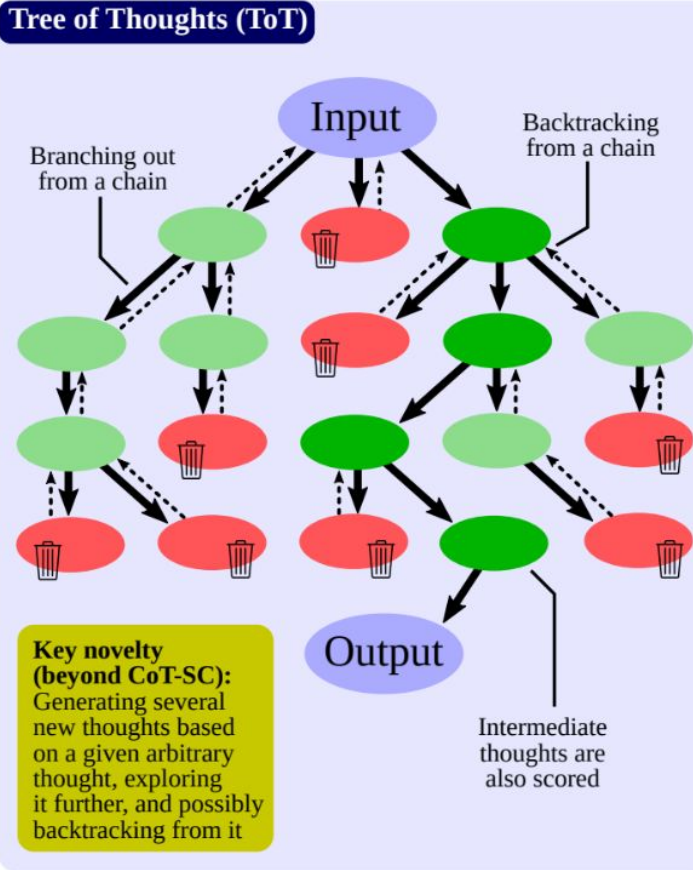 Tree of Thoughts (ToT)
Input
Branching out
from a chain
Backtracking
from a chain
Output
Key novelty
(beyond CoT-SC):
Generating several
new thoughts based
on a given arbitrary
thought, exploring
it further, and possibly
backtracking from it
Intermediate
thoughts are
also scored